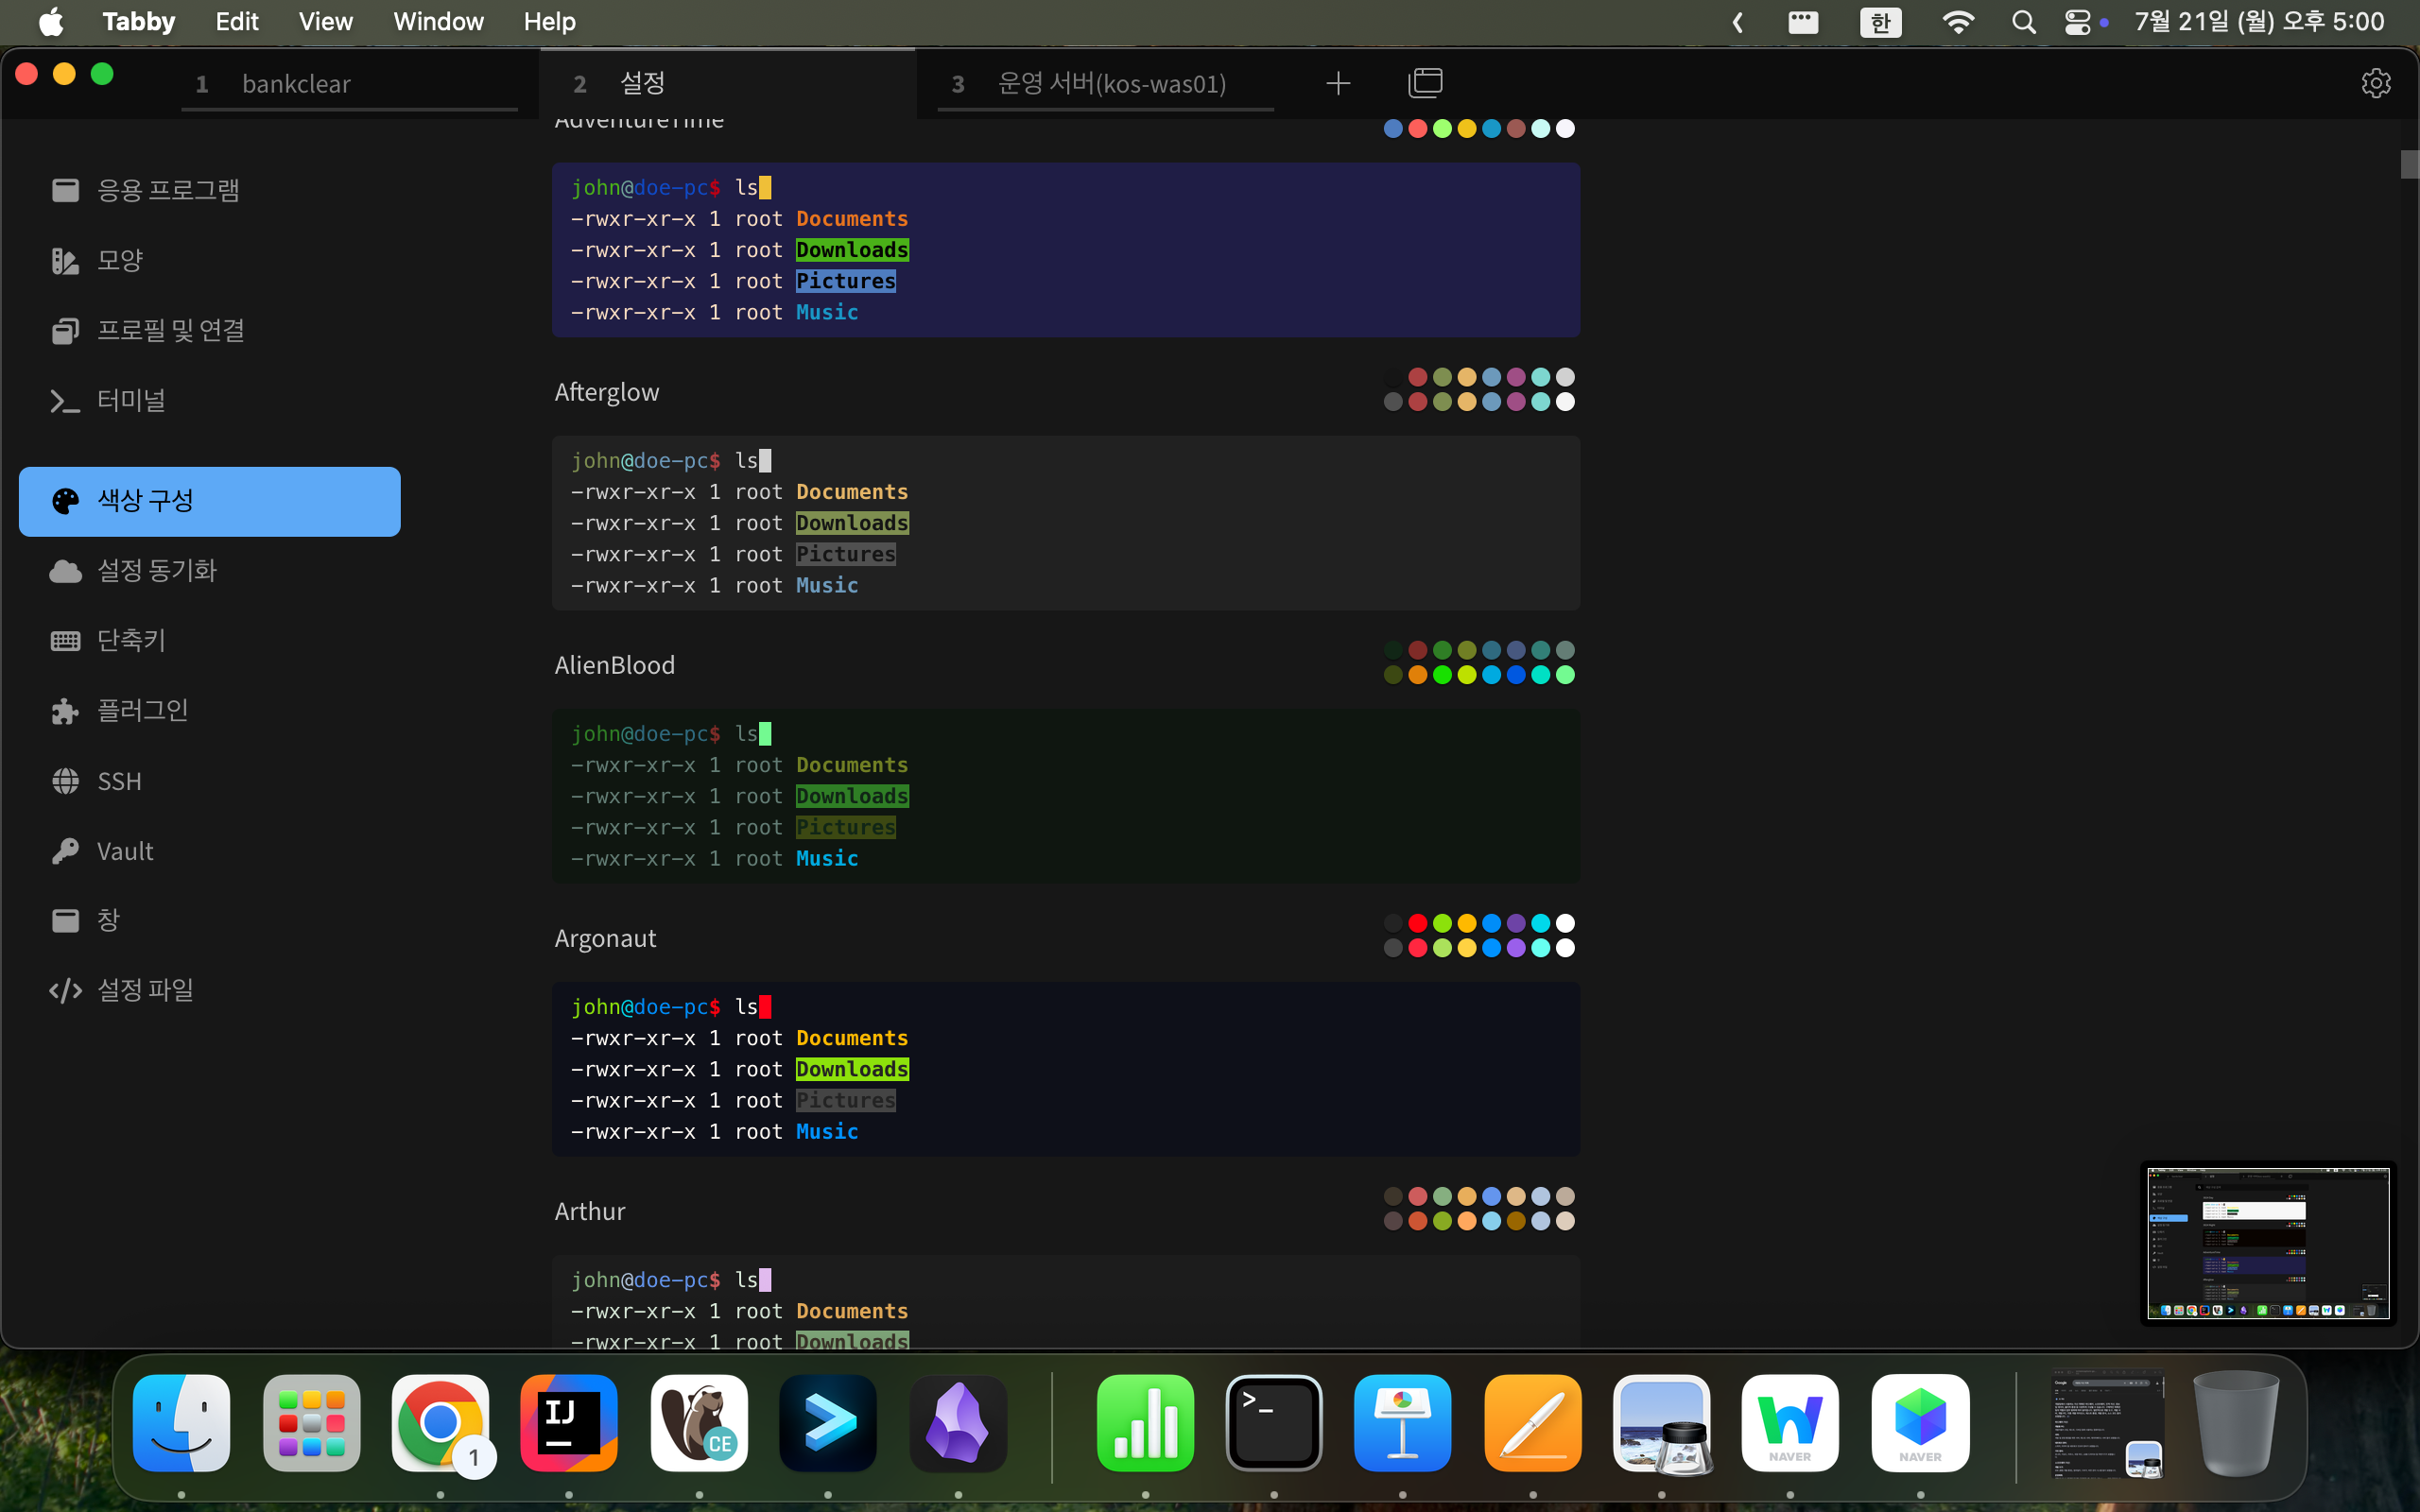 Tabby Edit View Window Help 한 7월 21일 (월) 오후 5:00
1 bankclear 2 설정 3 운영 서버(kos-was01)
응용 프로그램
모양
프로필 및 연결
터미널
색상 구성
설정 동기화
단축키
플러그인
SSH
Vault
창
설정 파일
AdventureTime
john@doe-pc$ ls
-rwxr-xr-x 1 root Documents
-rwxr-xr-x 1 root Downloads
-rwxr-xr-x 1 root Pictures
-rwxr-xr-x 1 root Music
Afterglow
john@doe-pc$ ls
-rwxr-xr-x 1 root Documents
-rwxr-xr-x 1 root Downloads
-rwxr-xr-x 1 root Pictures
-rwxr-xr-x 1 root Music
AlienBlood
john@doe-pc$ ls
-rwxr-xr-x 1 root Documents
-rwxr-xr-x 1 root Downloads
-rwxr-xr-x 1 root Pictures
-rwxr-xr-x 1 root Music
Argonaut
john@doe-pc$ ls
-rwxr-xr-x 1 root Documents
-rwxr-xr-x 1 root Downloads
-rwxr-xr-x 1 root Pictures
-rwxr-xr-x 1 root Music
Arthur
john@doe-pc$ ls
-rwxr-xr-x 1 root Documents
-rwxr-xr-x 1 root Downloads
1 IJ CE >_ NAVER NAVER